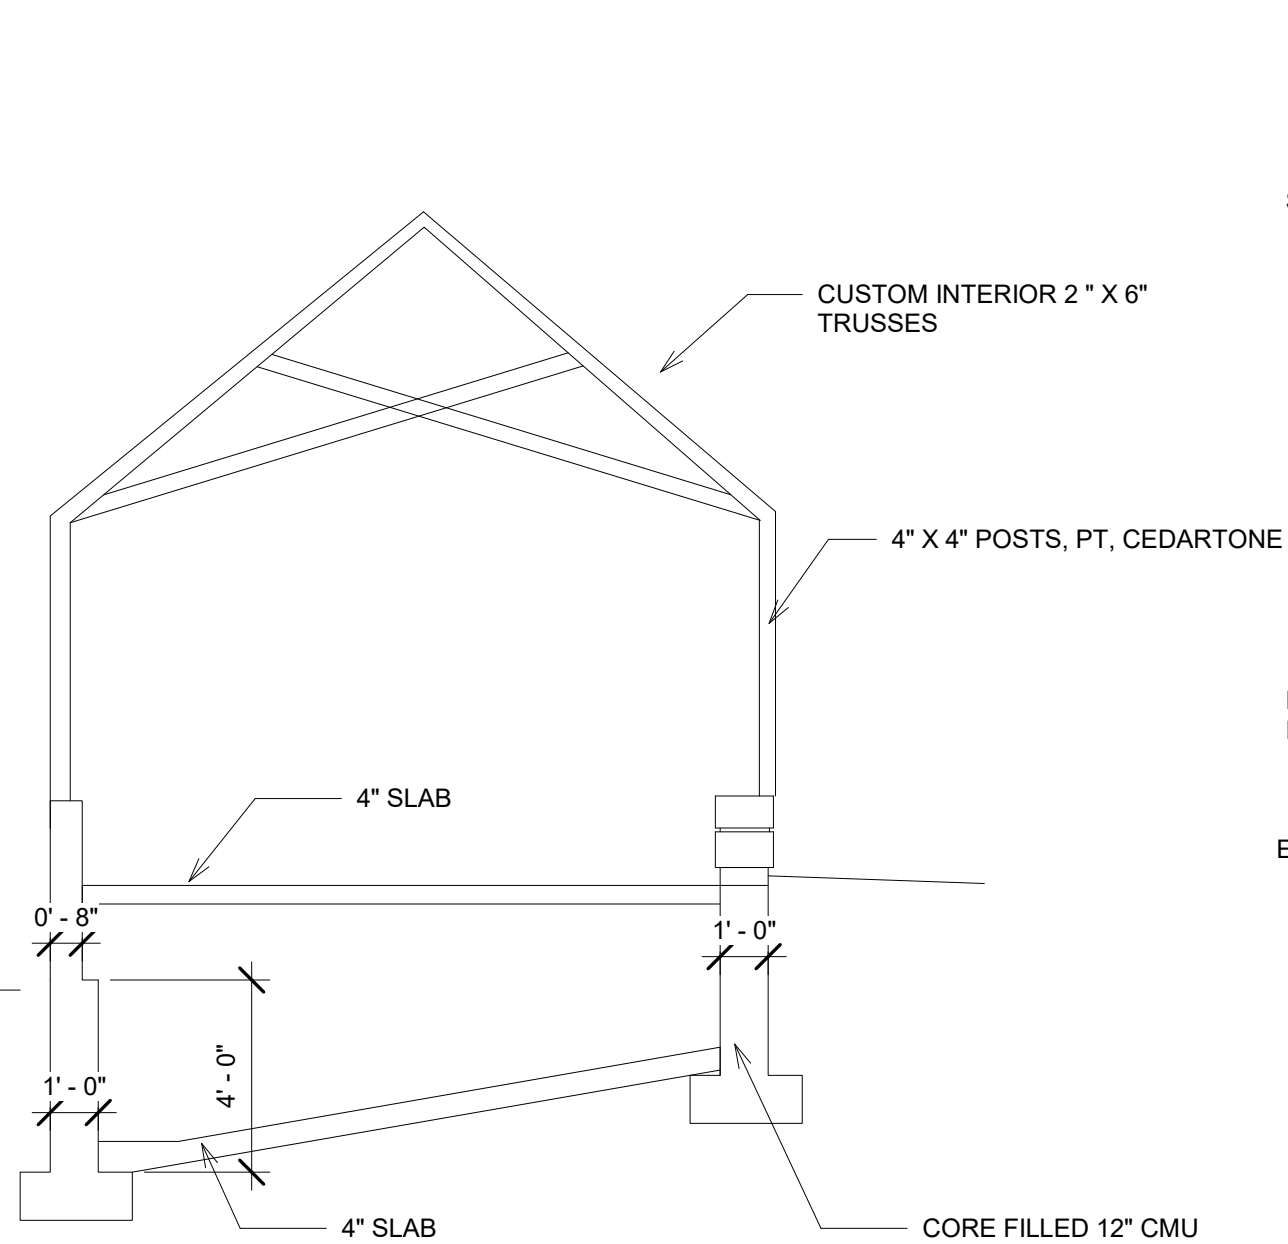 CUSTOM INTERIOR 2 " X 6"
TRUSSES
4" X 4" POSTS, PT, CEDARTONE
4" SLAB
0' - 8"
1' - 0"
4' - 0"
1' - 0"
4" SLAB
CORE FILLED 12" CMU